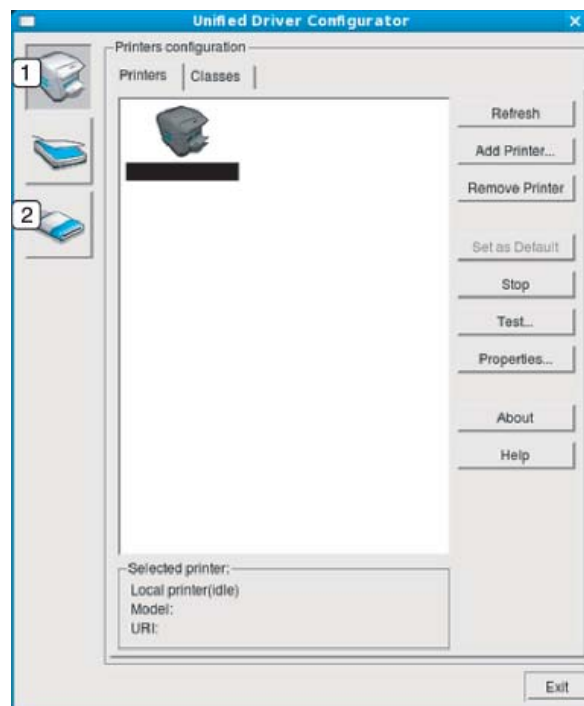 Unified Driver Configurator
1
2
Printers configuration
Printers
Classes
Refresh
Add Printer...
Remove Printer
Set as Default
Stop
Test...
Properties...
About
Help
Selected printer:
Local printer(idle)
Model:
URI:
Exit